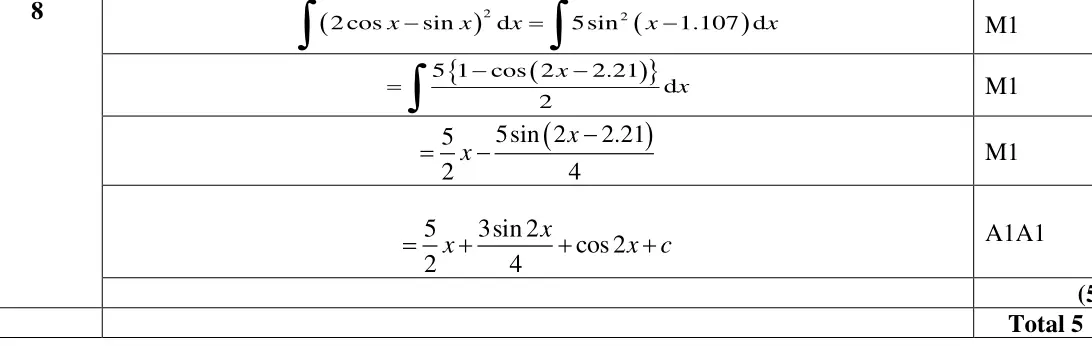 8 ∫(2cos x − sin x)² dx = ∫5sin²(x − 1.107)dx M1
= ∫ 5{1 − cos(2x − 2.21)}/2 dx M1
= 5/2 x − 5sin(2x − 2.21)/4 M1
= 5/2 x + 3sin 2x/4 + cos 2x + c A1A1
(5
Total 5